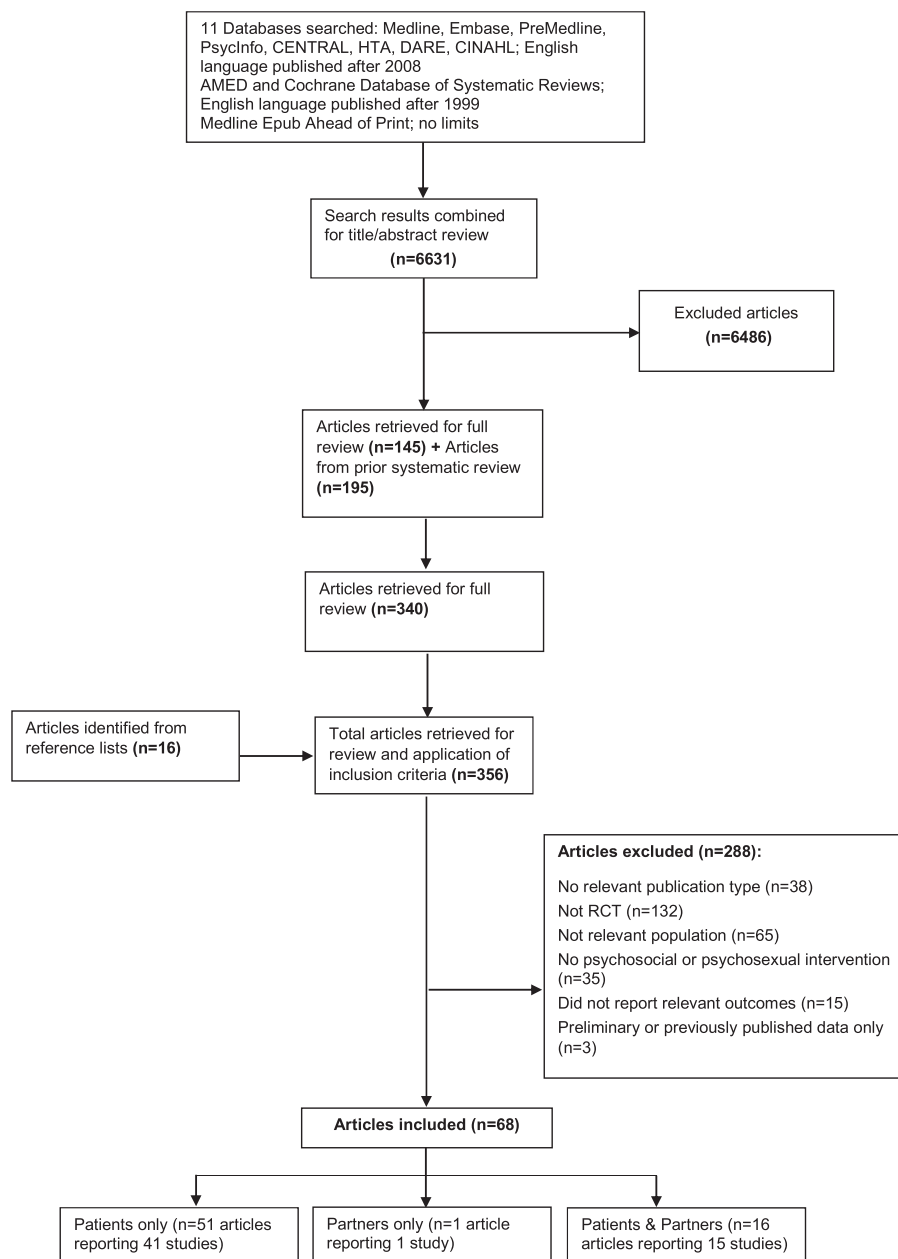 11 Databases searched: Medline, Embase, PreMedline,
PsycInfo, CENTRAL, HTA, DARE, CINAHL; English
language published after 2008
AMED and Cochrane Database of Systematic Reviews;
English language published after 1999
Medline Epub Ahead of Print; no limits
Search results combined
for title/abstract review
(n=6631)
Excluded articles
(n=6486)
Articles retrieved for full
review (n=145) + Articles
from prior systematic review
(n=195)
Articles retrieved for full
review (n=340)
Articles identified from
reference lists (n=16)
Total articles retrieved for
review and application of
inclusion criteria (n=356)
Articles excluded (n=288):
No relevant publication type (n=38)
Not RCT (n=132)
Not relevant population (n=65)
No psychosocial or psychosexual intervention
(n=35)
Did not report relevant outcomes (n=15)
Preliminary or previously published data only
(n=3)
Articles included (n=68)
Patients only (n=51 articles
reporting 41 studies)
Partners only (n=1 article
reporting 1 study)
Patients & Partners (n=16
articles reporting 15 studies)